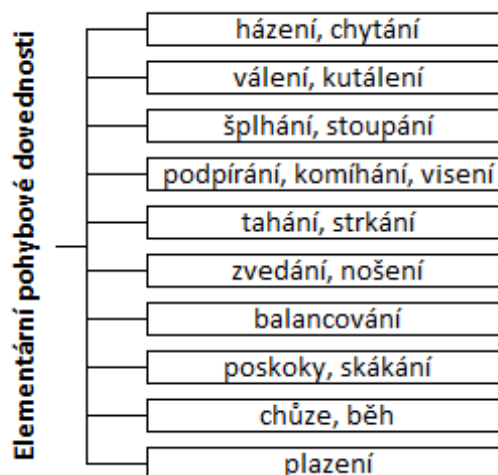 Elementární pohybové dovednosti
házení, chytání
válení, kutálení
šplhání, stoupání
podpírání, komíhání, visení
tahání, strkání
zvedání, nošení
balancování
poskoky, skákání
chůze, běh
plazení